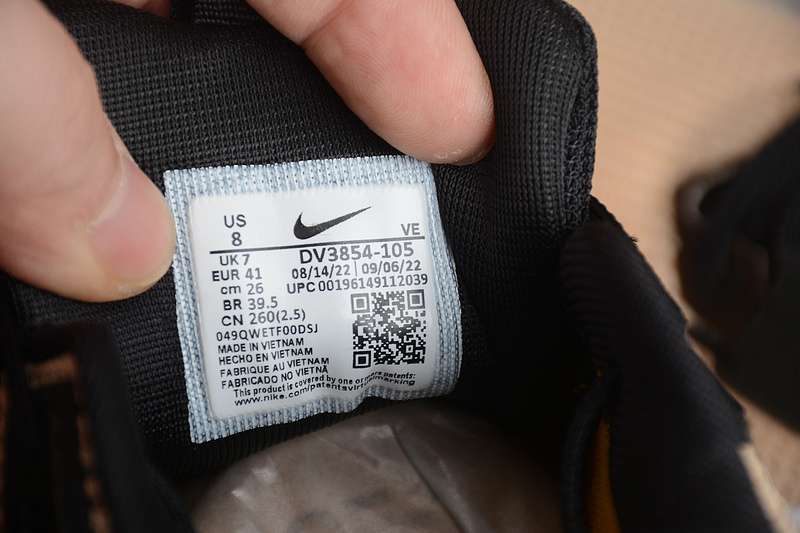 US
8
VE
UK 7
DV3854-105
EUR 41
08/14/22 | 09/06/22
cm 26
UPC 00196149112039
BR 39.5
CN 260(2.5)
049QWETF00DSJ
MADE IN VIETNAM
HECHO EN VIETNAM
FABRIQUE AU VIETNAM
FABRICADO NO VIETNÃ
This product is covered by one or more patents:
www.nike.com/patentsvirtualmarking